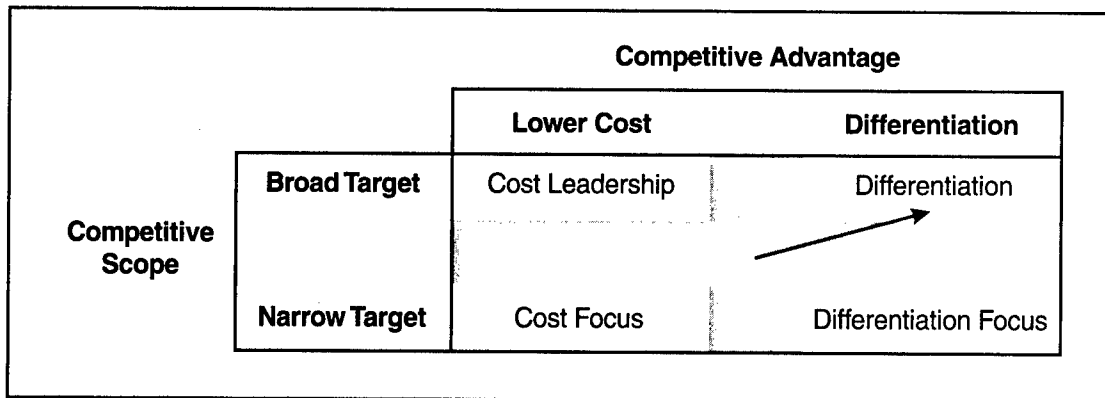 Competitive Advantage
Lower Cost Differentiation
Broad Target Cost Leadership Differentiation
Competitive
Scope
Narrow Target Cost Focus Differentiation Focus